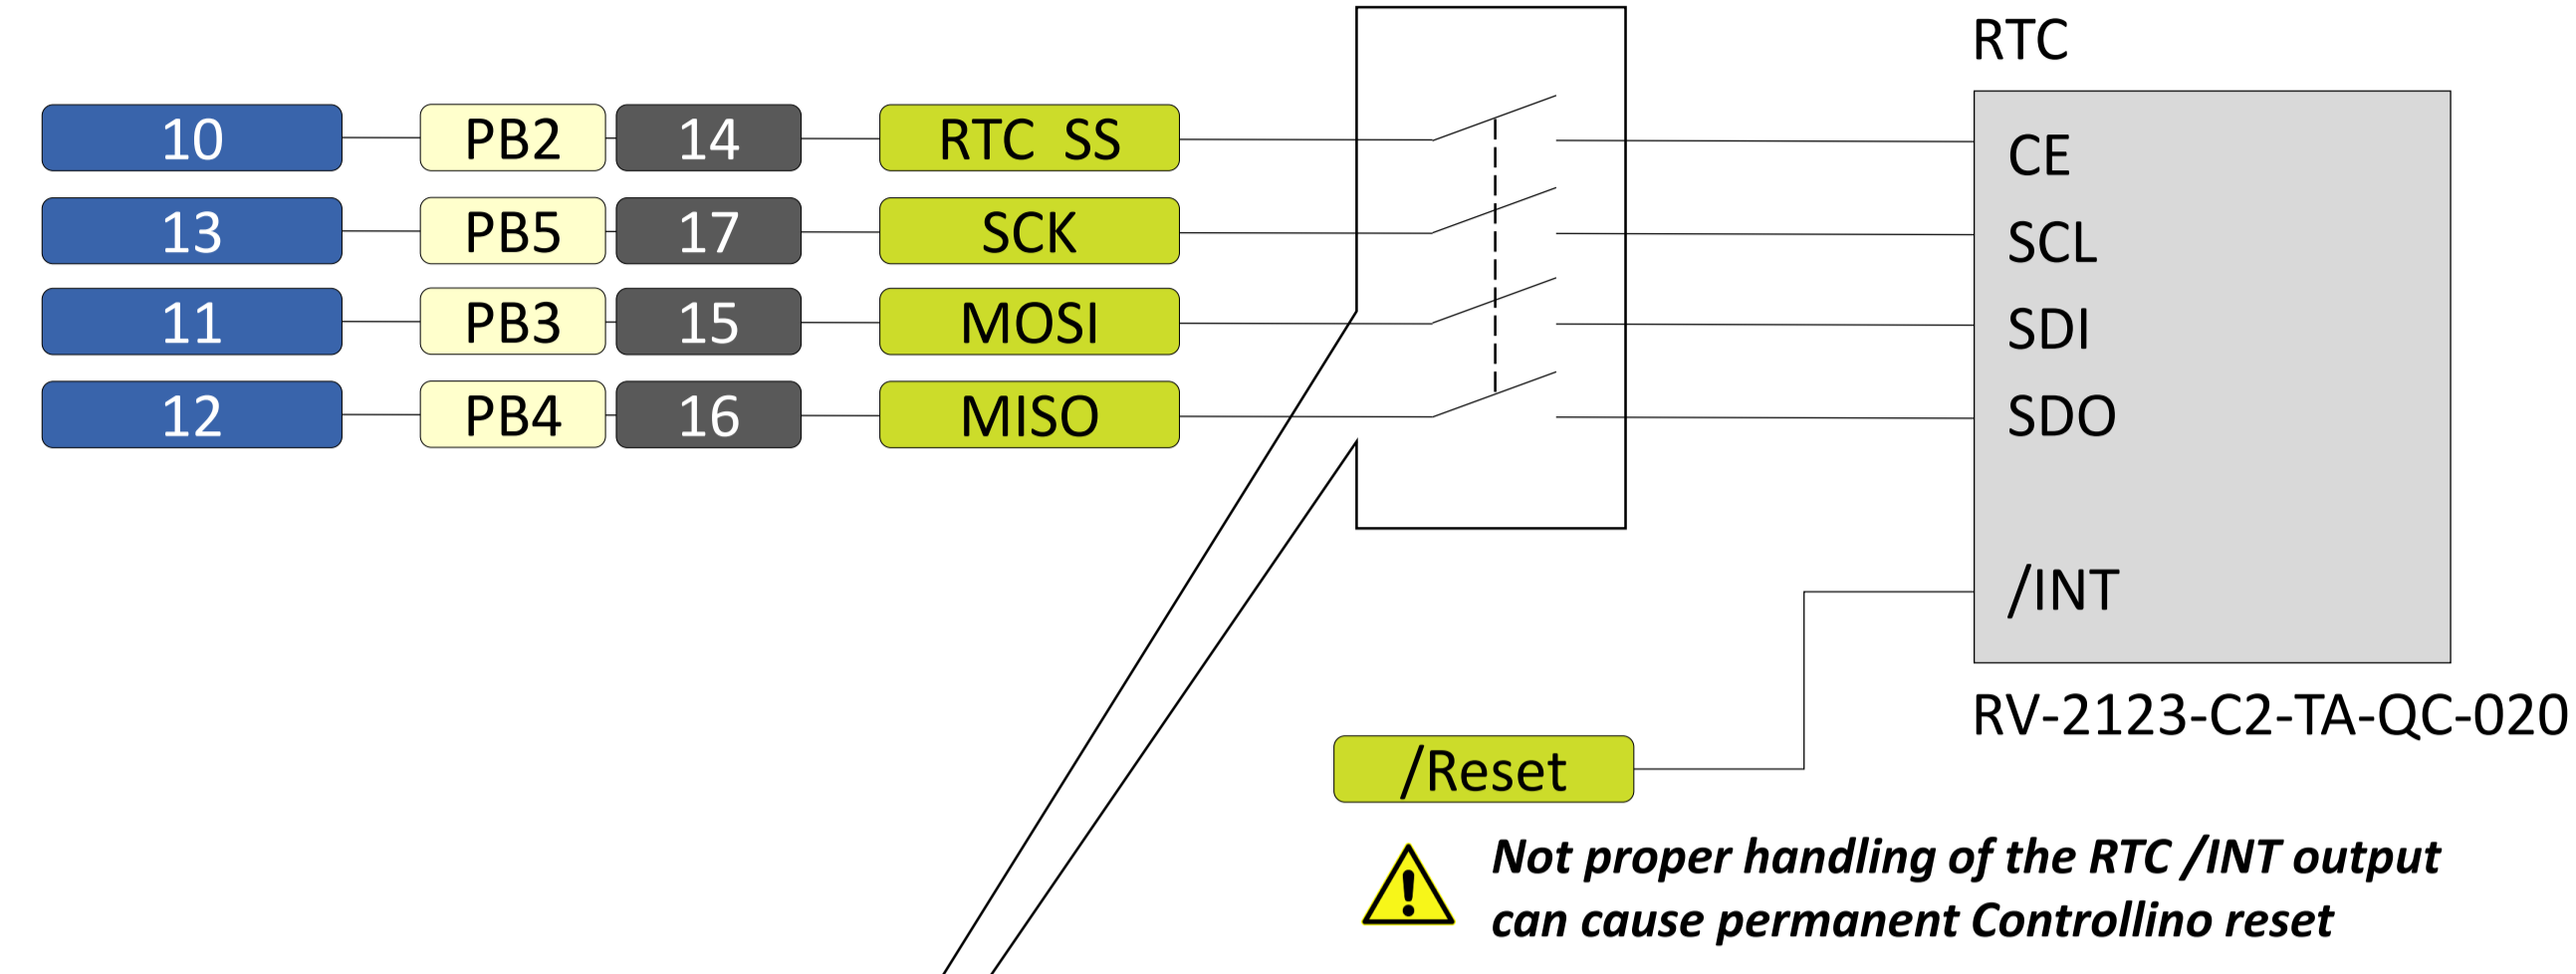 RTC
10 PB2 14 RTC SS CE
13 PB5 17 SCK SCL
11 PB3 15 MOSI SDI
12 PB4 16 MISO SDO
/INT
RV-2123-C2-TA-QC-020
/Reset
Not proper handling of the RTC /INT output
can cause permanent Controllino reset